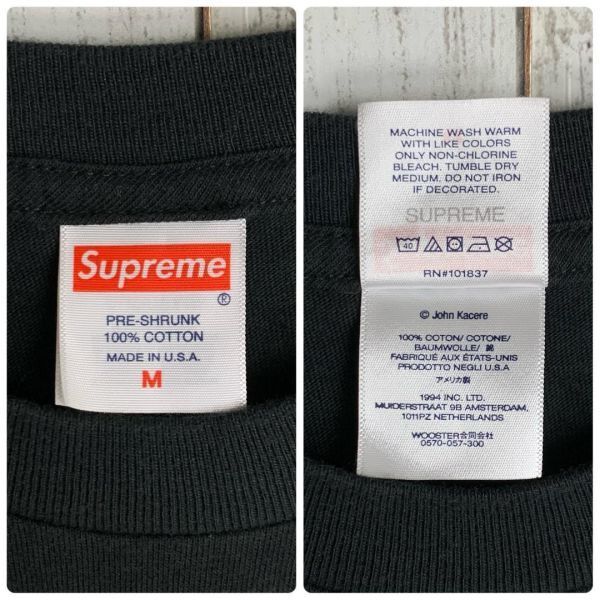 Supreme
®
PRE-SHRUNK
100% COTTON
MADE IN U.S.A.
M
MACHINE WASH WARM
WITH LIKE COLORS
ONLY NON-CHLORINE
BLEACH. TUMBLE DRY
MEDIUM. DO NOT IRON
IF DECORATED.
SUPREME
40
RN#101837
© John Kacere
100% COTON/ COTONE/
BAUMWOLLE/ 綿
FABRIQUÉ AUX ÉTATS-UNIS
PRODOTTO NEGLI U.S.A
アメリカ製
1994 INC. LTD.
MUIDERSTRAAT 9B AMSTERDAM,
1011PZ NETHERLANDS
WOOSTER合同会社
0570-057-300